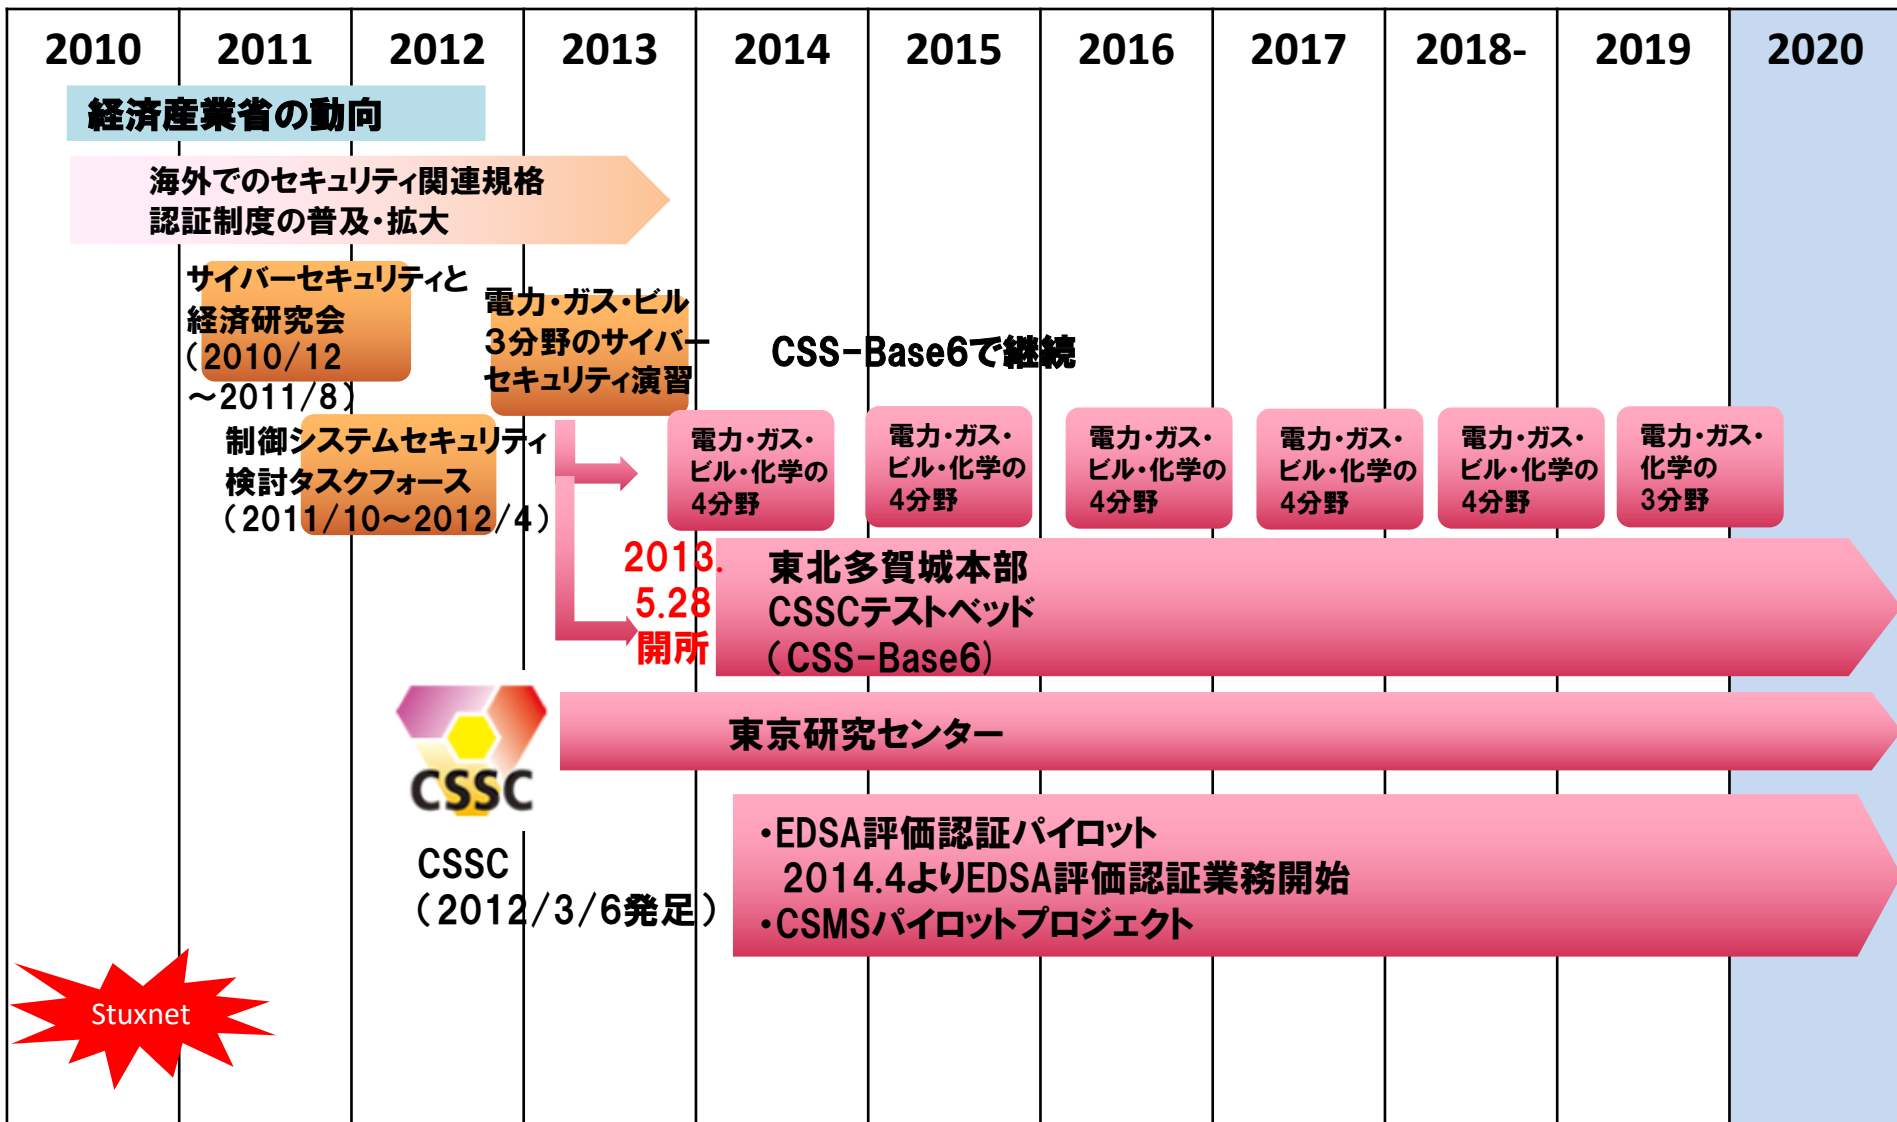 2010 2011 2012 2013 2014 2015 2016 2017 2018- 2019 2020
経済産業省の動向
海外でのセキュリティ関連規格
認証制度の普及・拡大
サイバーセキュリティと
経済研究会
(2010/12
～2011/8)
電力・ガス・ビル
3分野のサイバー
セキュリティ演習
CSS-Base6で継続
制御システムセキュリティ
検討タスクフォース
(2011/10～2012/4)
電力・ガス・
ビル・化学の
4分野
電力・ガス・
ビル・化学の
4分野
電力・ガス・
ビル・化学の
4分野
電力・ガス・
ビル・化学の
4分野
電力・ガス・
ビル・化学の
4分野
電力・ガス・
化学の
3分野
2013.
5.28
開所
東北多賀城本部
CSSCテストベッド
(CSS-Base6)
東京研究センター
CSSC
CSSC
(2012/3/6発足)
・EDSA評価認証パイロット
2014.4よりEDSA評価認証業務開始
・CSMSパイロットプロジェクト
Stuxnet